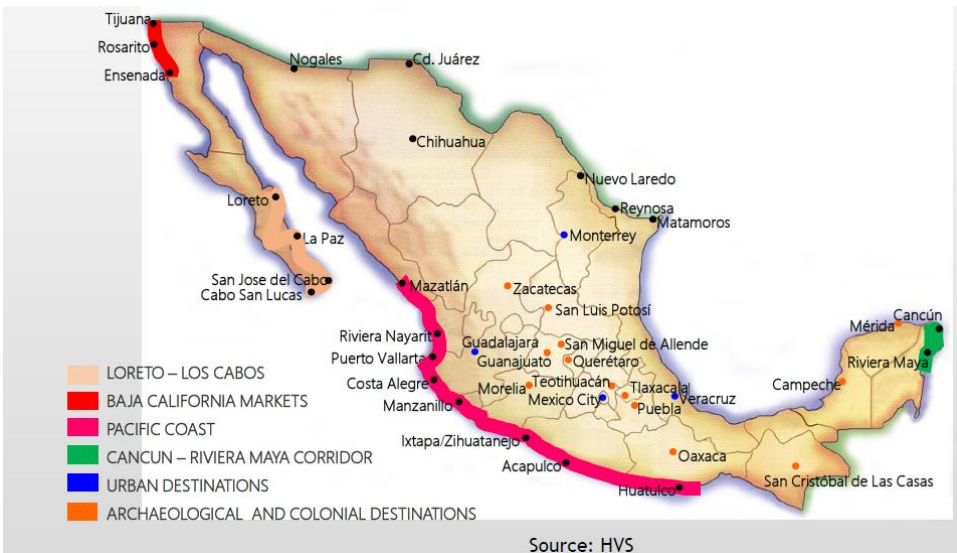 Tijuana
Rosarito
Ensenada
Nogales
Cd. Juárez
Chihuahua
Nuevo Laredo
Reynosa
Matamoros
Loreto
Monterrey
La Paz
San Jose del Cabo
Cabo San Lucas
Mazatlán
Zacatecas
San Luis Potosí
Cancún
Mérida
Riviera Nayarit
Guadalajara
San Miguel de Allende
Puerto Vallarta
Guanajuato
Querétaro
Riviera Maya
Costa Alegre
Morelia
Teotihuacán
Tlaxacala
Campeche
Manzanillo
Mexico City
Puebla
Veracruz
Ixtapa/Zihuatanejo
Oaxaca
Acapulco
San Cristóbal de Las Casas
Huatulco
LORETO – LOS CABOS
BAJA CALIFORNIA MARKETS
PACIFIC COAST
CANCUN – RIVIERA MAYA CORRIDOR
URBAN DESTINATIONS
ARCHAEOLOGICAL AND COLONIAL DESTINATIONS
Source: HVS